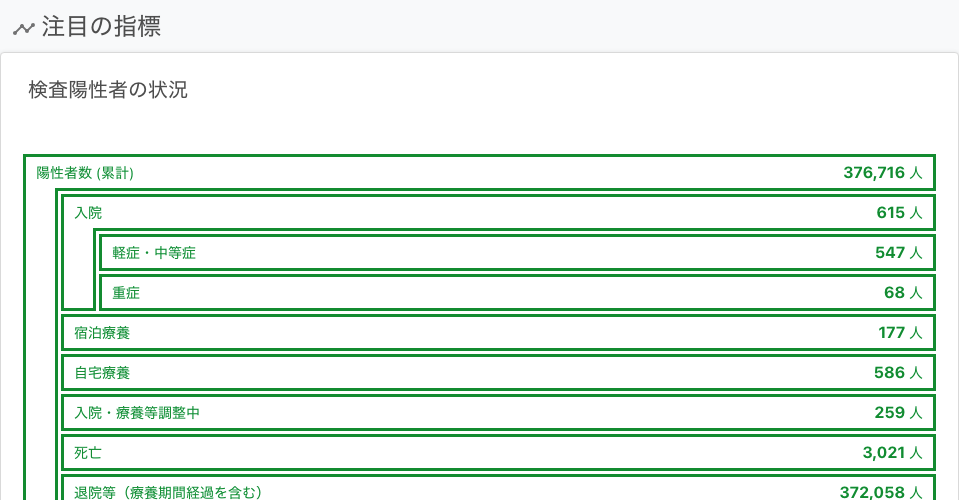 注目の指標
検査陽性者の状況
陽性者数 (累計) 376,716 人
入院 615 人
軽症・中等症 547 人
重症 68 人
宿泊療養 177 人
自宅療養 586 人
入院・療養等調整中 259 人
死亡 3,021 人
退院等（療養期間経過を含む） 372,058 人